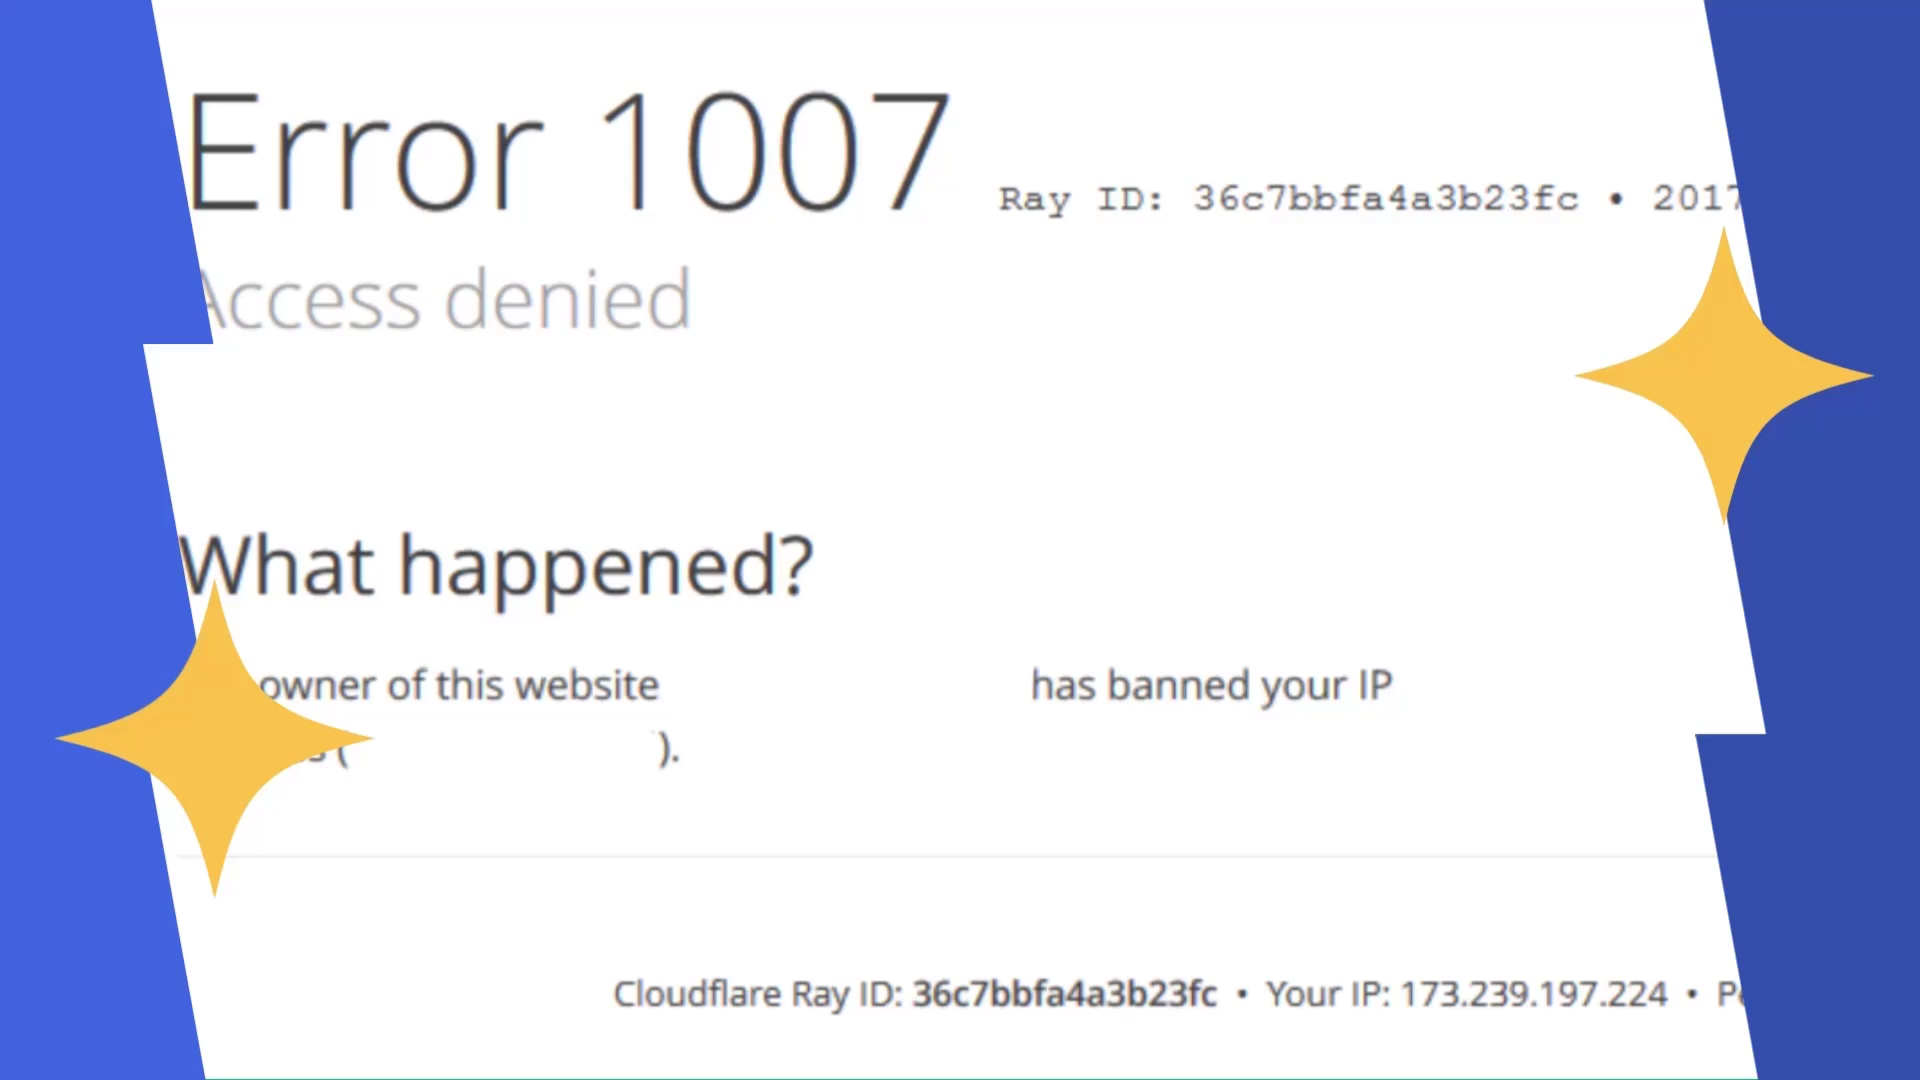 Error 1007 Ray ID: 36c7bbfa4a3b23fc • 2017
Access denied
What happened?
owner of this website has banned your IP
s ( ).
Cloudflare Ray ID: 36c7bbfa4a3b23fc • Your IP: 173.239.197.224 •